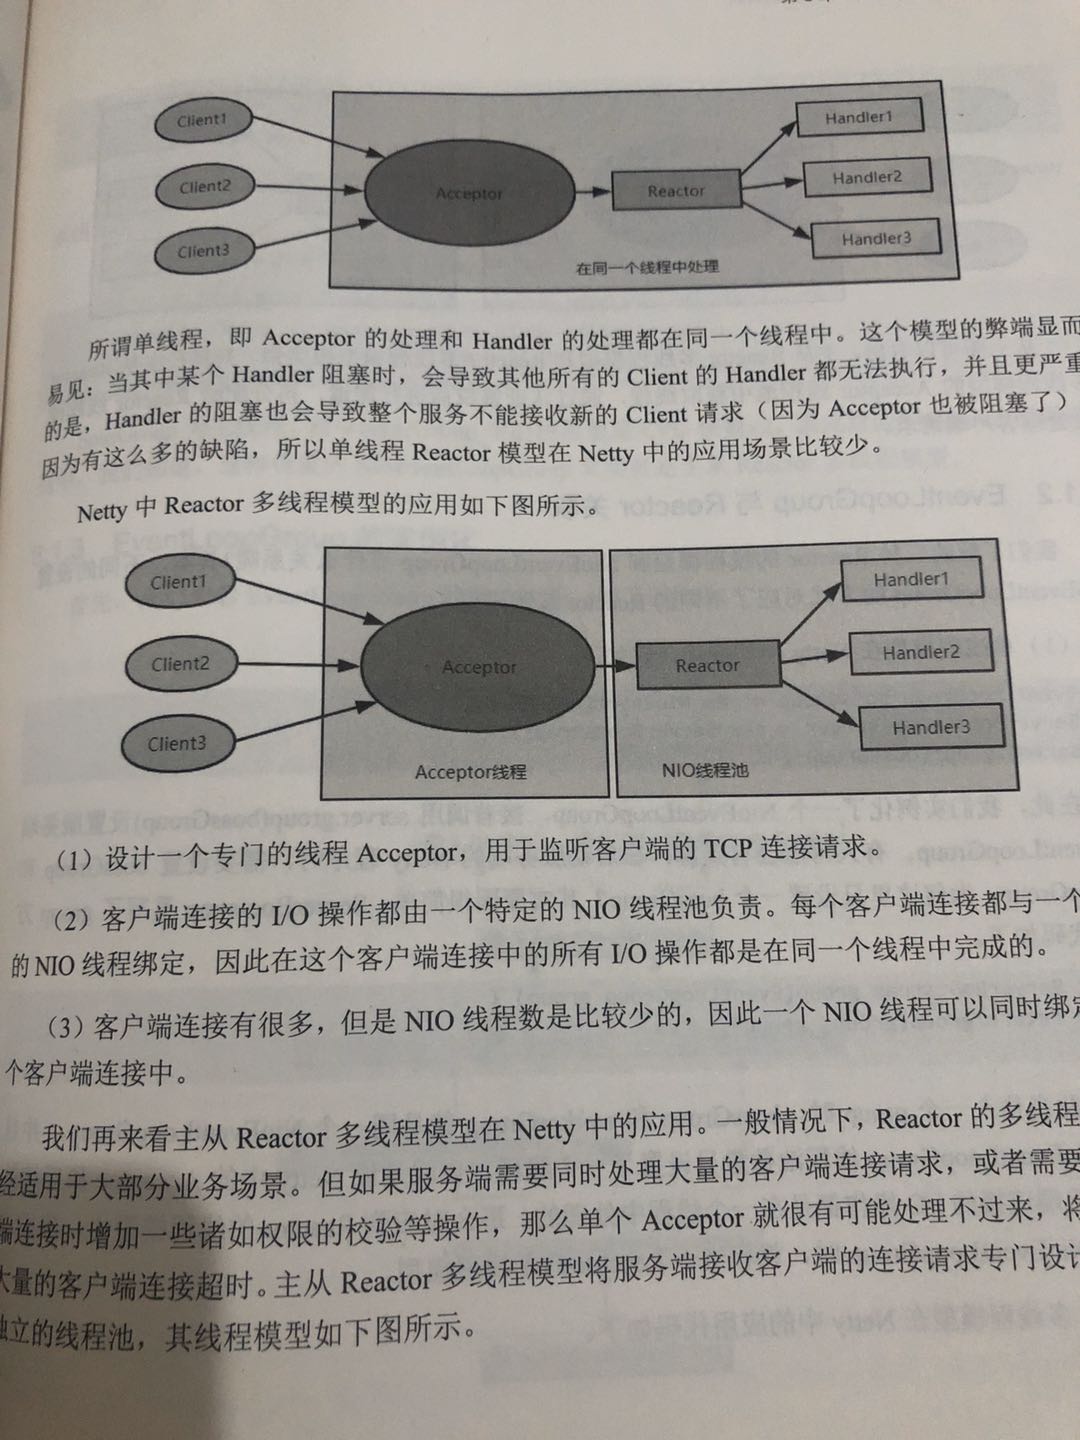 Client1
Client2
Client3
Acceptor
Reactor
Handler1
Handler2
Handler3
在同一个线程中处理
所谓单线程，即 Acceptor 的处理和 Handler 的处理都在同一个线程中。这个模型的弊端显而
易见：当其中某个 Handler 阻塞时，会导致其他所有的 Client 的 Handler 都无法执行，并且更严重
的是，Handler 的阻塞也会导致整个服务不能接收新的 Client 请求（因为 Acceptor 也被阻塞了）
因为有这么多的缺陷，所以单线程 Reactor 模型在 Netty 中的应用场景比较少。
Netty 中 Reactor 多线程模型的应用如下图所示。
Client1
Client2
Client3
Acceptor
Acceptor线程
Reactor
Handler1
Handler2
Handler3
NIO线程池
（1）设计一个专门的线程 Acceptor，用于监听客户端的 TCP 连接请求。
（2）客户端连接的 I/O 操作都由一个特定的 NIO 线程池负责。每个客户端连接都与一个
的 NIO 线程绑定，因此在这个客户端连接中的所有 I/O 操作都是在同一个线程中完成的。
（3）客户端连接有很多，但是 NIO 线程数是比较少的，因此一个 NIO 线程可以同时绑定
个客户端连接中。
我们再来看主从 Reactor 多线程模型在 Netty 中的应用。一般情况下，Reactor 的多线程
经适用于大部分业务场景。但如果服务端需要同时处理大量的客户端连接请求，或者需要
端连接时增加一些诸如权限的校验等操作，那么单个 Acceptor 就很有可能处理不过来，将
大量的客户端连接超时。主从 Reactor 多线程模型将服务端接收客户端的连接请求专门设计
独立的线程池，其线程模型如下图所示。